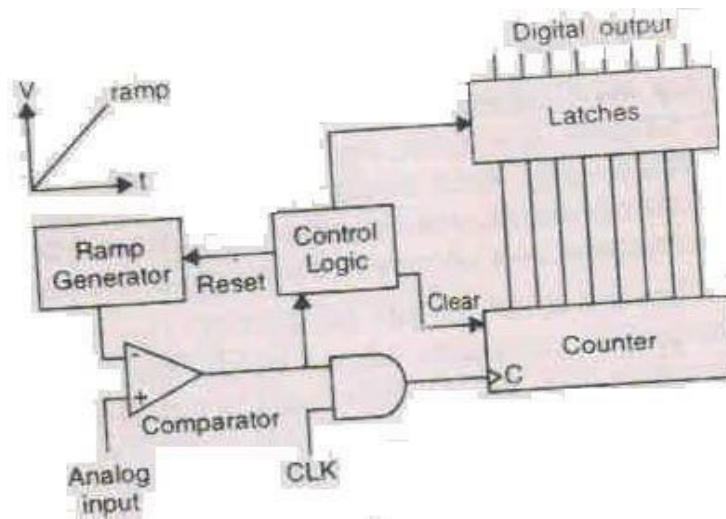 Digital output
V
ramp
t
Latches
Ramp
Generator
Reset
Control
Logic
Clear
Counter
C
-
+
Comparator
Analog
input
CLK